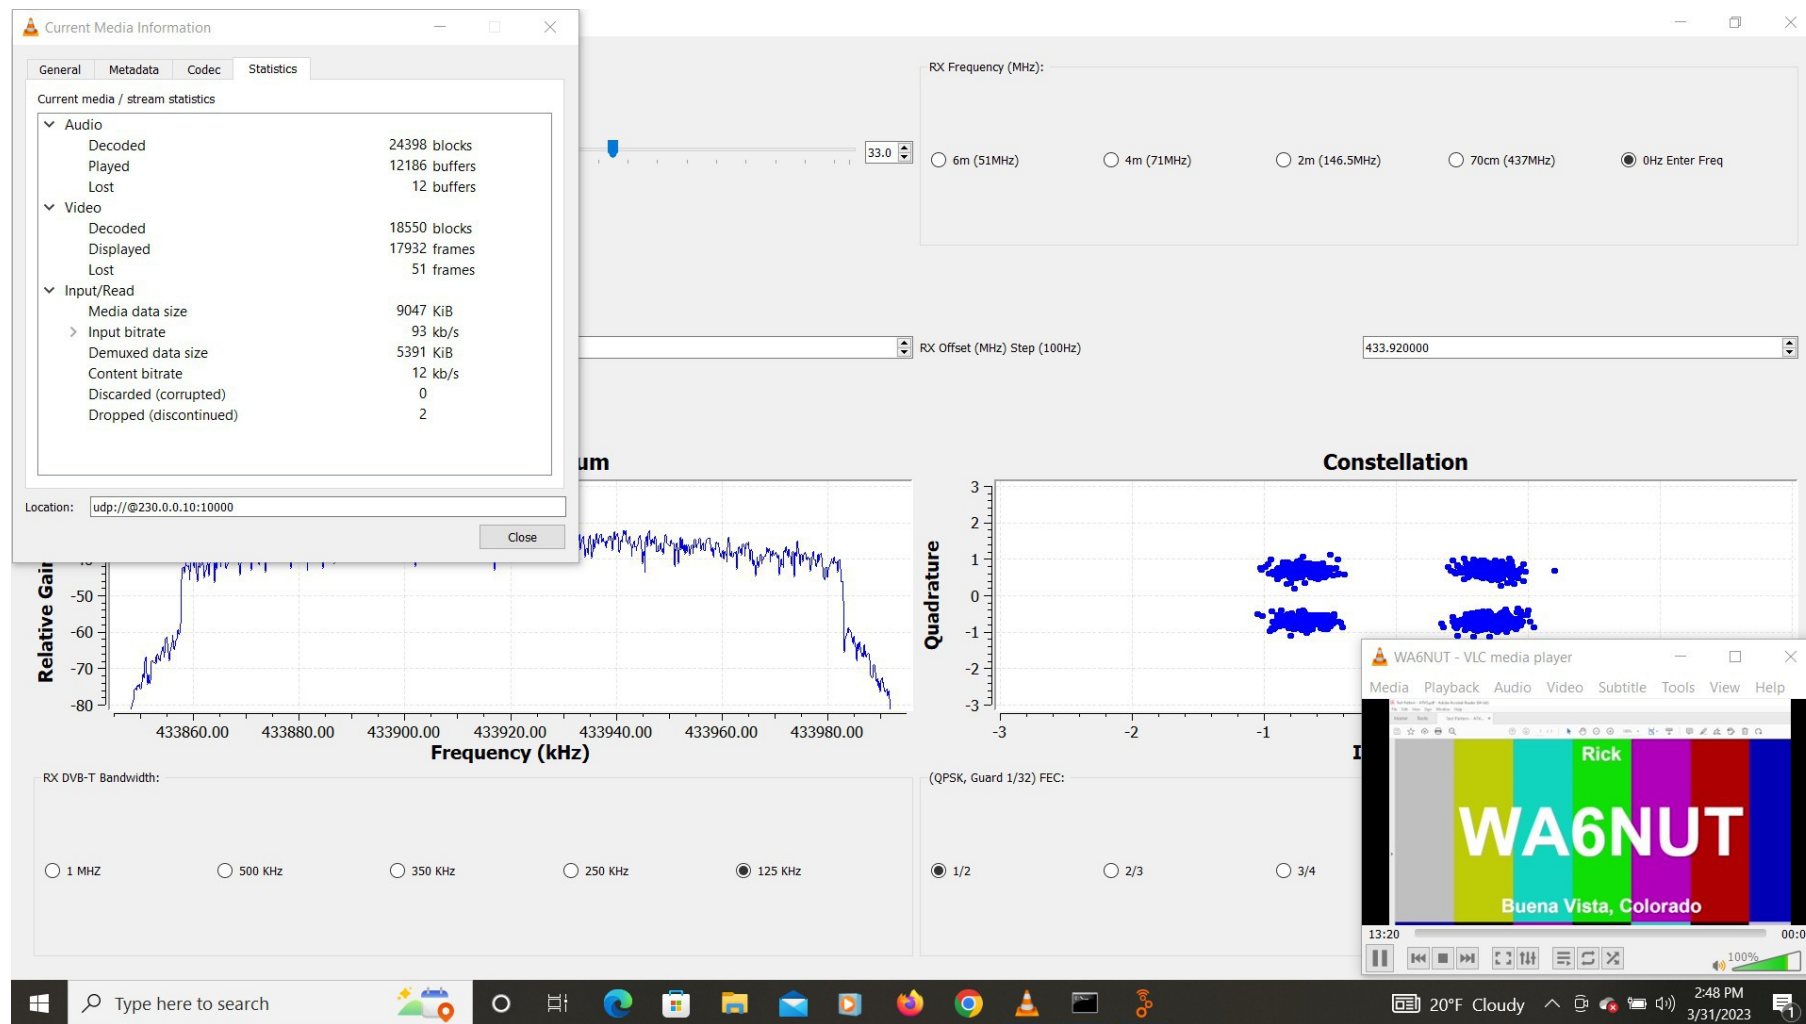 Current Media Information
General Metadata Codec Statistics
Current media / stream statistics
Audio
Decoded 24398 blocks
Played 12186 buffers
Lost 12 buffers
Video
Decoded 18550 blocks
Displayed 17932 frames
Lost 51 frames
Input/Read
Media data size 9047 KiB
Input bitrate 93 kb/s
Demuxed data size 5391 KiB
Content bitrate 12 kb/s
Discarded (corrupted) 0
Dropped (discontinued) 2
Location: udp://@230.0.0.10:10000
Close
33.0
RX Frequency (MHz):
6m (51MHz) 4m (71MHz) 2m (146.5MHz) 70cm (437MHz) 0Hz Enter Freq
RX Offset (MHz) Step (100Hz) 433.920000
um
Relative Gai
-50
-60
-70
-80
433860.00 433880.00 433900.00 433920.00 433940.00 433960.00 433980.00
Frequency (kHz)
Constellation
Quadrature
3
2
1
0
-1
-2
-3
-3 -2 -1
I
RX DVB-T Bandwidth:
1 MHZ 500 KHz 350 KHz 250 KHz 125 KHz
(QPSK, Guard 1/32) FEC:
1/2 2/3 3/4
WA6NUT - VLC media player
Media Playback Audio Video Subtitle Tools View Help
Rick
WA6NUT
Buena Vista, Colorado
13:20 00:0
100%
Type here to search
20°F Cloudy
2:48 PM
3/31/2023
1